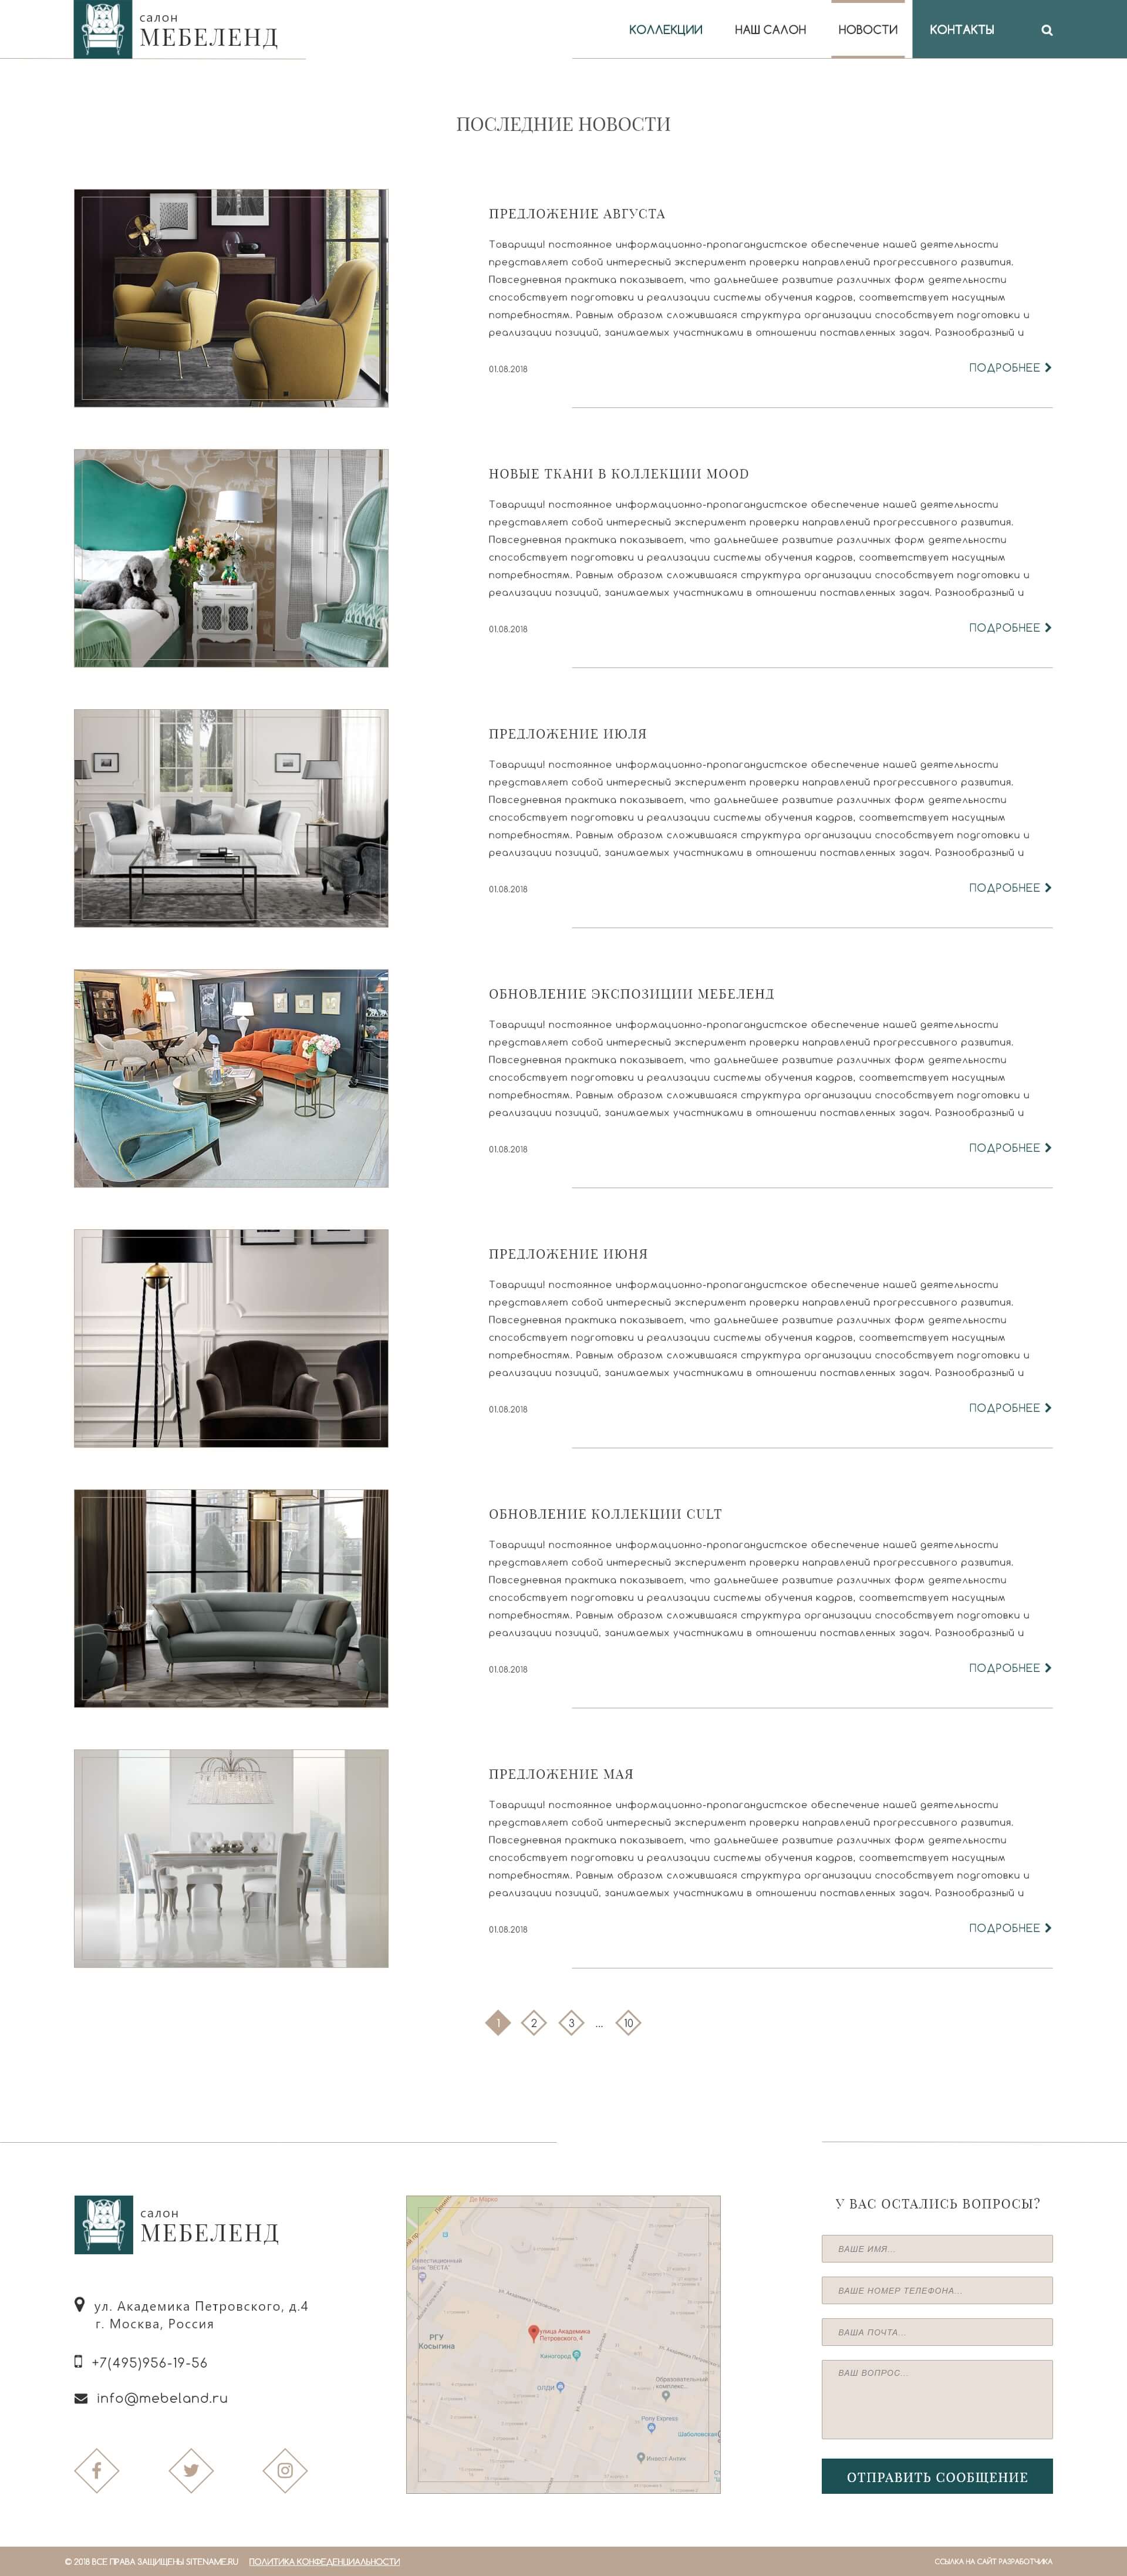 салон
МЕБЕЛЕНД
КОЛЛЕКЦИИ НАШ САЛОН НОВОСТИ КОНТАКТЫ
ПОСЛЕДНИЕ НОВОСТИ
ПРЕДЛОЖЕНИЕ АВГУСТА
Товарищи! постоянное информационно-пропагандистское обеспечение нашей деятельности
представляет собой интересный эксперимент проверки направлений прогрессивного развития.
Повседневная практика показывает, что дальнейшее развитие различных форм деятельности
способствует подготовки и реализации системы обучения кадров, соответствует насущным
потребностям. Равным образом сложившаяся структура организации способствует подготовки и
реализации позиций, занимаемых участниками в отношении поставленных задач. Разнообразный и
01.08.2018
ПОДРОБНЕЕ
НОВЫЕ ТКАНИ В КОЛЛЕКЦИИ MOOD
Товарищи! постоянное информационно-пропагандистское обеспечение нашей деятельности
представляет собой интересный эксперимент проверки направлений прогрессивного развития.
Повседневная практика показывает, что дальнейшее развитие различных форм деятельности
способствует подготовки и реализации системы обучения кадров, соответствует насущным
потребностям. Равным образом сложившаяся структура организации способствует подготовки и
реализации позиций, занимаемых участниками в отношении поставленных задач. Разнообразный и
01.08.2018
ПОДРОБНЕЕ
ПРЕДЛОЖЕНИЕ ИЮЛЯ
Товарищи! постоянное информационно-пропагандистское обеспечение нашей деятельности
представляет собой интересный эксперимент проверки направлений прогрессивного развития.
Повседневная практика показывает, что дальнейшее развитие различных форм деятельности
способствует подготовки и реализации системы обучения кадров, соответствует насущным
потребностям. Равным образом сложившаяся структура организации способствует подготовки и
реализации позиций, занимаемых участниками в отношении поставленных задач. Разнообразный и
01.08.2018
ПОДРОБНЕЕ
ОБНОВЛЕНИЕ ЭКСПОЗИЦИИ МЕБЕЛЕНД
Товарищи! постоянное информационно-пропагандистское обеспечение нашей деятельности
представляет собой интересный эксперимент проверки направлений прогрессивного развития.
Повседневная практика показывает, что дальнейшее развитие различных форм деятельности
способствует подготовки и реализации системы обучения кадров, соответствует насущным
потребностям. Равным образом сложившаяся структура организации способствует подготовки и
реализации позиций, занимаемых участниками в отношении поставленных задач. Разнообразный и
01.08.2018
ПОДРОБНЕЕ
ПРЕДЛОЖЕНИЕ ИЮНЯ
Товарищи! постоянное информационно-пропагандистское обеспечение нашей деятельности
представляет собой интересный эксперимент проверки направлений прогрессивного развития.
Повседневная практика показывает, что дальнейшее развитие различных форм деятельности
способствует подготовки и реализации системы обучения кадров, соответствует насущным
потребностям. Равным образом сложившаяся структура организации способствует подготовки и
реализации позиций, занимаемых участниками в отношении поставленных задач. Разнообразный и
01.08.2018
ПОДРОБНЕЕ
ОБНОВЛЕНИЕ КОЛЛЕКЦИИ CULT
Товарищи! постоянное информационно-пропагандистское обеспечение нашей деятельности
представляет собой интересный эксперимент проверки направлений прогрессивного развития.
Повседневная практика показывает, что дальнейшее развитие различных форм деятельности
способствует подготовки и реализации системы обучения кадров, соответствует насущным
потребностям. Равным образом сложившаяся структура организации способствует подготовки и
реализации позиций, занимаемых участниками в отношении поставленных задач. Разнообразный и
01.08.2018
ПОДРОБНЕЕ
ПРЕДЛОЖЕНИЕ МАЯ
Товарищи! постоянное информационно-пропагандистское обеспечение нашей деятельности
представляет собой интересный эксперимент проверки направлений прогрессивного развития.
Повседневная практика показывает, что дальнейшее развитие различных форм деятельности
способствует подготовки и реализации системы обучения кадров, соответствует насущным
потребностям. Равным образом сложившаяся структура организации способствует подготовки и
реализации позиций, занимаемых участниками в отношении поставленных задач. Разнообразный и
01.08.2018
ПОДРОБНЕЕ
1 2 3 ... 10
салон
МЕБЕЛЕНД
ул. Академика Петровского, д.4
г. Москва, Россия
+7(495)956-19-56
info@mebeland.ru
Ди Марко
Инвестиционный
Банк "ВЕСТА"
ул. Академика Петровского
РГУ
Косыгина
улица Академика
Петровского, 4
Киногород
ОЛДИ
Образовательный
комплекс...
Pony Express
Шаболовская
Инвест-Антик
У ВАС ОСТАЛИСЬ ВОПРОСЫ?
ВАШЕ ИМЯ...
ВАШЕ НОМЕР ТЕЛЕФОНА...
ВАША ПОЧТА...
ВАШ ВОПРОС...
ОТПРАВИТЬ СООБЩЕНИЕ
© 2018 ВСЕ ПРАВА ЗАЩИЩЕНЫ SITENAME.RU ПОЛИТИКА КОНФЕДЕНЦИАЛЬНОСТИ
ССЫЛКА НА САЙТ РАЗРАБОТЧИКА